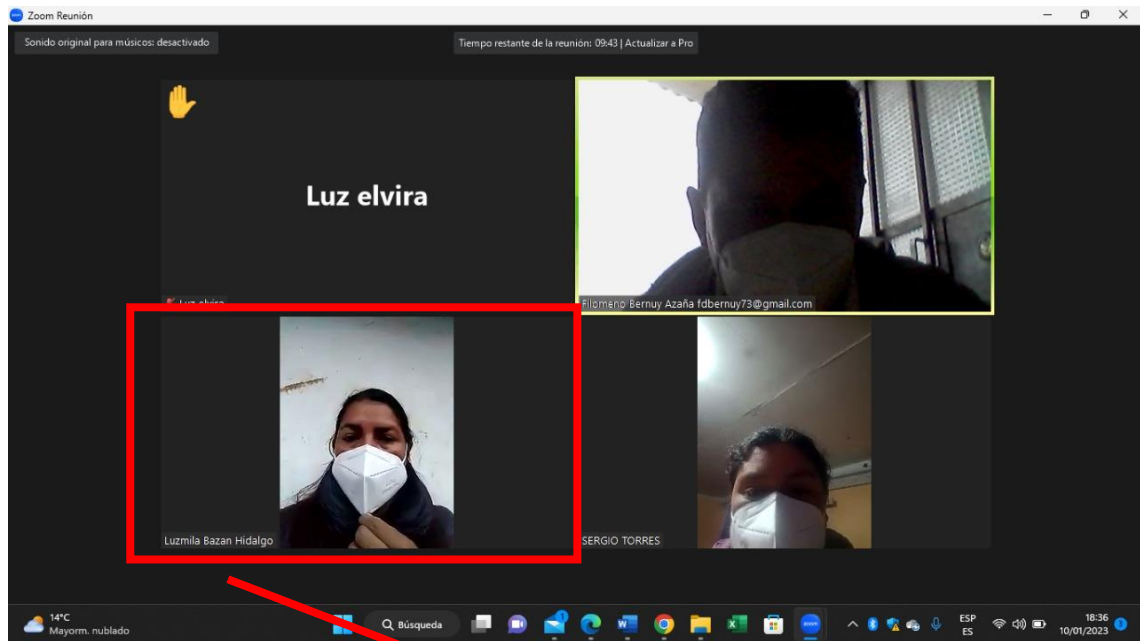 Zoom Reunión
Sonido original para músicos: desactivado
Tiempo restante de la reunión: 09:43 | Actualizar a Pro
Luz elvira
Luz elvira
Filomeno Bernuy Azaña fdbernuy73@gmail.com
Luzmila Bazan Hidalgo
SERGIO TORRES
14°C
Mayorm. nublado
Búsqueda
ESP
ES
18:36
10/01/2023